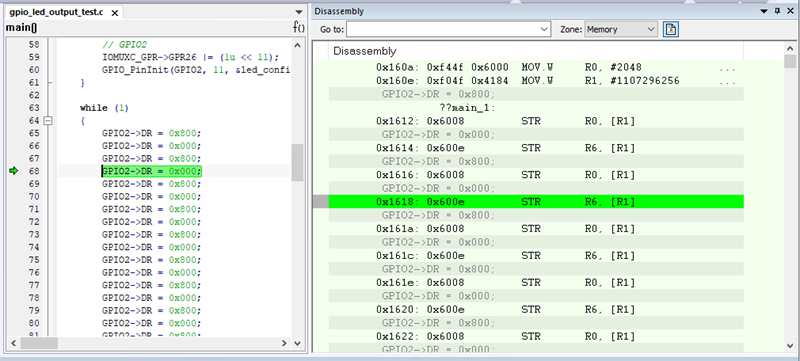 gpio_led_output_test.c
main()
f()
58 // GPIO2
59 IOMUXC_GPR->GPR26 |= (1u << 11);
60 GPIO_PinInit(GPIO2, 11, &led_confi
61 }
62
63 while (1)
64 {
65 GPIO2->DR = 0x800;
66 GPIO2->DR = 0x000;
67 GPIO2->DR = 0x800;
68 GPIO2->DR = 0x000;
69 GPIO2->DR = 0x800;
70 GPIO2->DR = 0x000;
71 GPIO2->DR = 0x800;
72 GPIO2->DR = 0x000;
73 GPIO2->DR = 0x800;
74 GPIO2->DR = 0x000;
75 GPIO2->DR = 0x800;
76 GPIO2->DR = 0x000;
77 GPIO2->DR = 0x800;
78 GPIO2->DR = 0x000;
79 GPIO2->DR = 0x800;
80 GPIO2->DR = 0x000;
81 GPIO2->DR = 0x800;
Disassembly
Go to: Zone: Memory
Disassembly
0x160a: 0xf44f 0x6000 MOV.W R0, #2048 ...
0x160e: 0xf04f 0x4184 MOV.W R1, #1107296256 ...
GPIO2->DR = 0x800;
??main_1:
0x1612: 0x6008 STR R0, [R1]
GPIO2->DR = 0x000;
0x1614: 0x600e STR R6, [R1]
GPIO2->DR = 0x800;
0x1616: 0x6008 STR R0, [R1]
GPIO2->DR = 0x000;
0x1618: 0x600e STR R6, [R1]
GPIO2->DR = 0x800;
0x161a: 0x6008 STR R0, [R1]
GPIO2->DR = 0x000;
0x161c: 0x600e STR R6, [R1]
GPIO2->DR = 0x800;
0x161e: 0x6008 STR R0, [R1]
GPIO2->DR = 0x000;
0x1620: 0x600e STR R6, [R1]
GPIO2->DR = 0x800;
0x1622: 0x6008 STR R0, [R1]